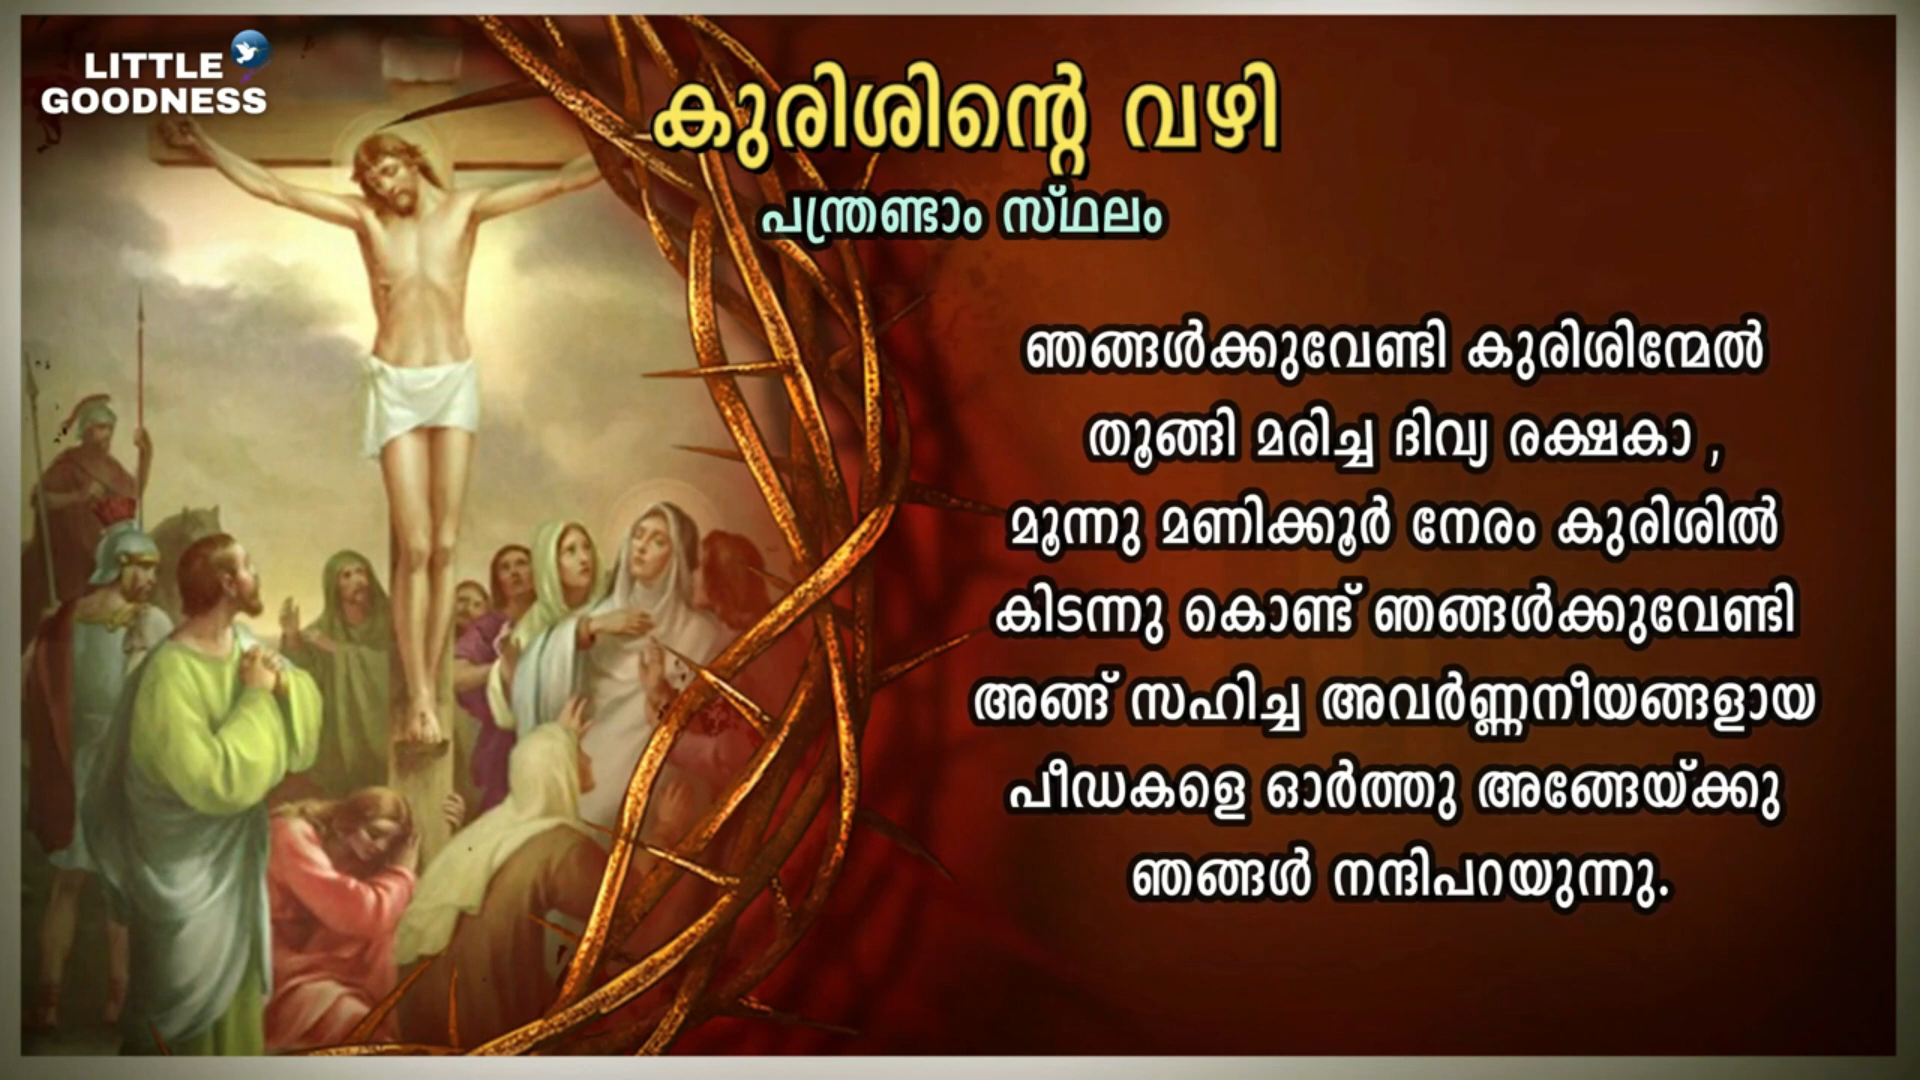 LITTLE
GOODNESS
കുരിശിന്റെ വഴി
പന്ത്രണ്ടാം സ്ഥലം
ഞങ്ങൾക്കുവേണ്ടി കുരിശിന്മേൽ
തൂങ്ങി മരിച്ച ദിവ്യ രക്ഷകാ ,
മൂന്നു മണിക്കൂർ നേരം കുരിശിൽ
കിടന്നു കൊണ്ട് ഞങ്ങൾക്കുവേണ്ടി
അങ്ങ് സഹിച്ച അവർണ്ണനീയങ്ങളായ
പീഡകളെ ഓർത്തു അങ്ങേയ്ക്കു
ഞങ്ങൾ നന്ദിപറയുന്നു.